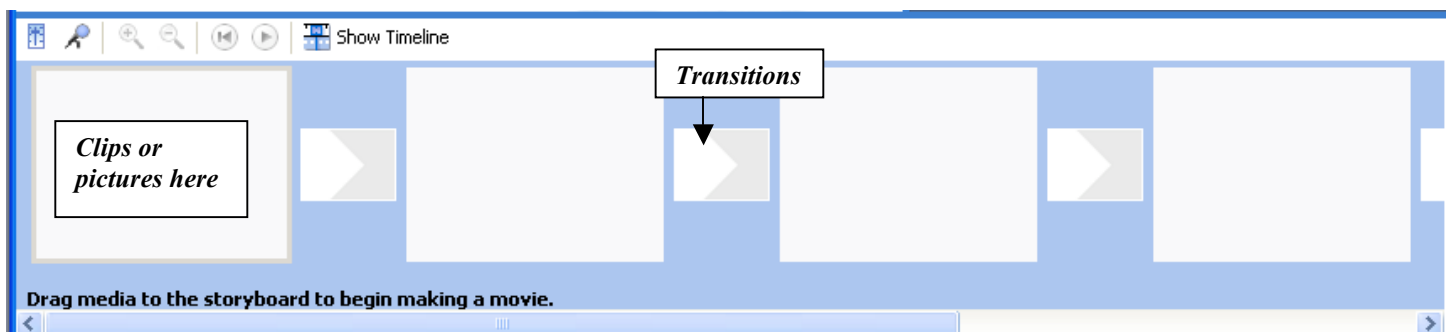 Show Timeline
Transitions
Clips or
pictures here
Drag media to the storyboard to begin making a movie.